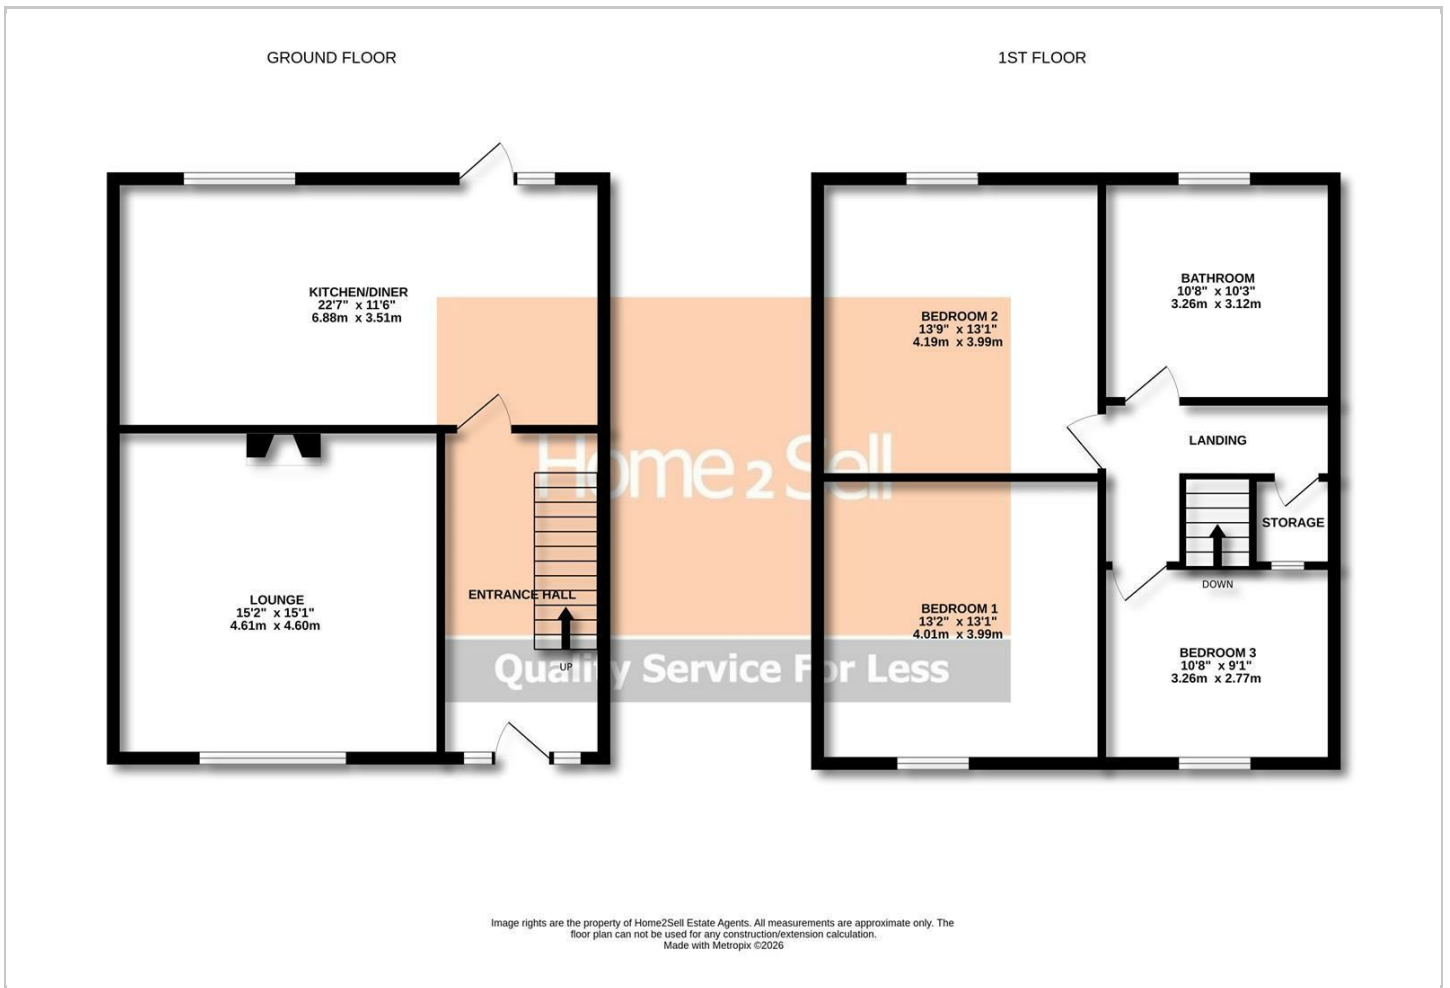 GROUND FLOOR
1ST FLOOR
KITCHEN/DINER
22'7" x 11'6"
6.88m x 3.51m
LOUNGE
15'2" x 15'1"
4.61m x 4.60m
ENTRANCE HALL
UP
BEDROOM 2
13'9" x 13'1"
4.19m x 3.99m
BATHROOM
10'8" x 10'3"
3.26m x 3.12m
LANDING
STORAGE
DOWN
BEDROOM 1
13'2" x 13'1"
4.01m x 3.99m
BEDROOM 3
10'8" x 9'1"
3.26m x 2.77m
Home2Sell
Quality Service For Less
Image rights are the property of Home2Sell Estate Agents. All measurements are approximate only. The
floor plan can not be used for any construction/extension calculation.
Made with Metropix ©2026